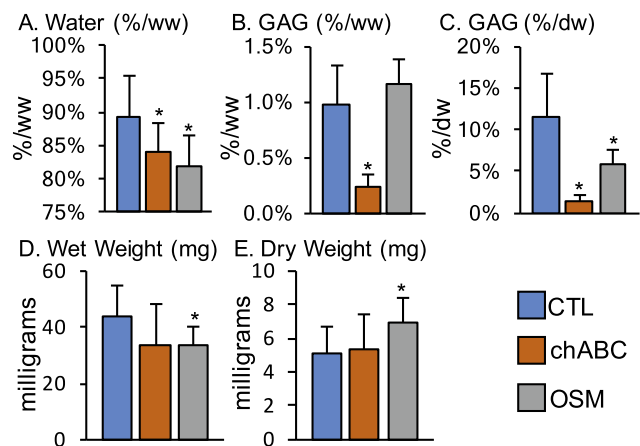 A. Water (%/ww)
B. GAG (%/ww)
C. GAG (%/dw)
100%
95%
90%
85%
80%
75%
%/ww
*
*
1.5%
1.0%
0.5%
0.0%
%/ww
*
20%
15%
10%
5%
0%
%/dw
*
*
D. Wet Weight (mg)
E. Dry Weight (mg)
60
40
20
0
milligrams
*
10
8
6
4
2
0
milligrams
*
CTL
chABC
OSM